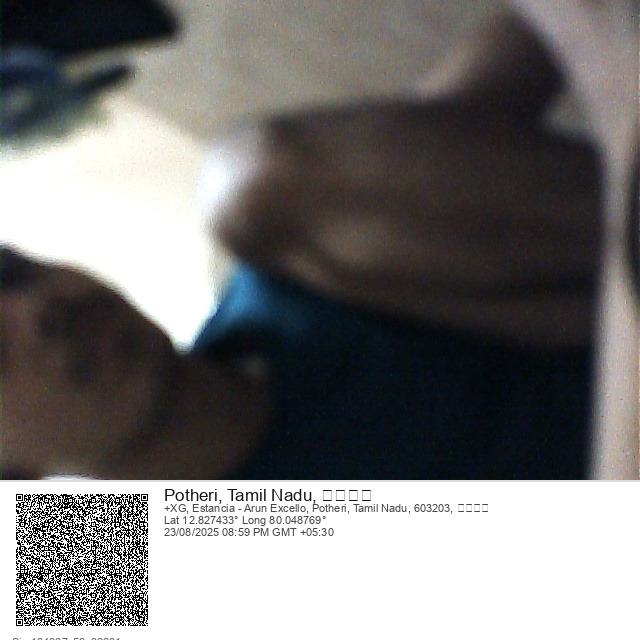 Potheri, Tamil Nadu,
+XG, Estancia - Arun Excello, Potheri, Tamil Nadu, 603203,
Lat 12.827433° Long 80.048769°
23/08/2025 08:59 PM GMT +05:30